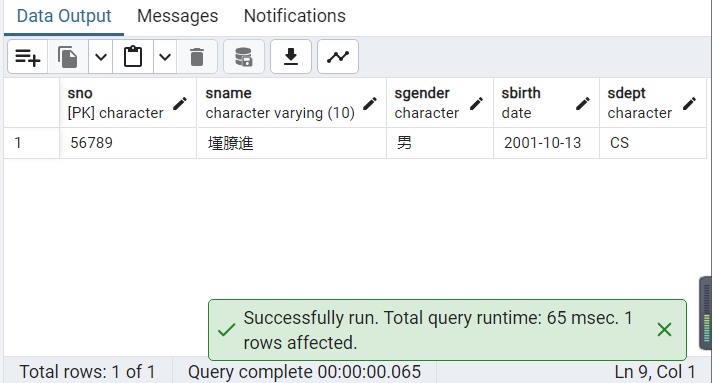 Data Output Messages Notifications
sno sname sgender sbirth sdept
[PK] character character varying (10) character date character
1 56789 墐膫進 男 2001-10-13 CS
Successfully run. Total query runtime: 65 msec. 1
rows affected.
Total rows: 1 of 1 Query complete 00:00:00.065 Ln 9, Col 1